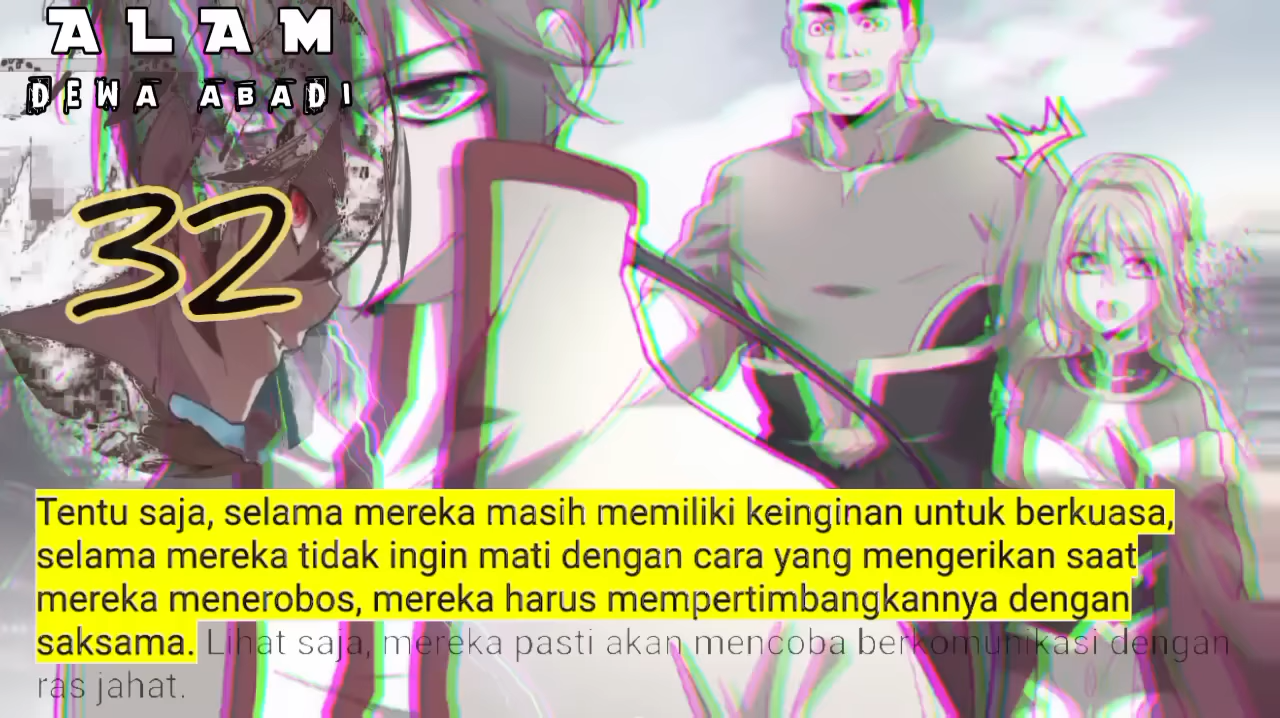 ALAM
DEWA ABADI
32
Tentu saja, selama mereka masih memiliki keinginan untuk berkuasa,
selama mereka tidak ingin mati dengan cara yang mengerikan saat
mereka menerobos, mereka harus mempertimbangkannya dengan
saksama. Lihat saja, mereka pasti akan mencoba berkomunikasi dengan
ras jahat.